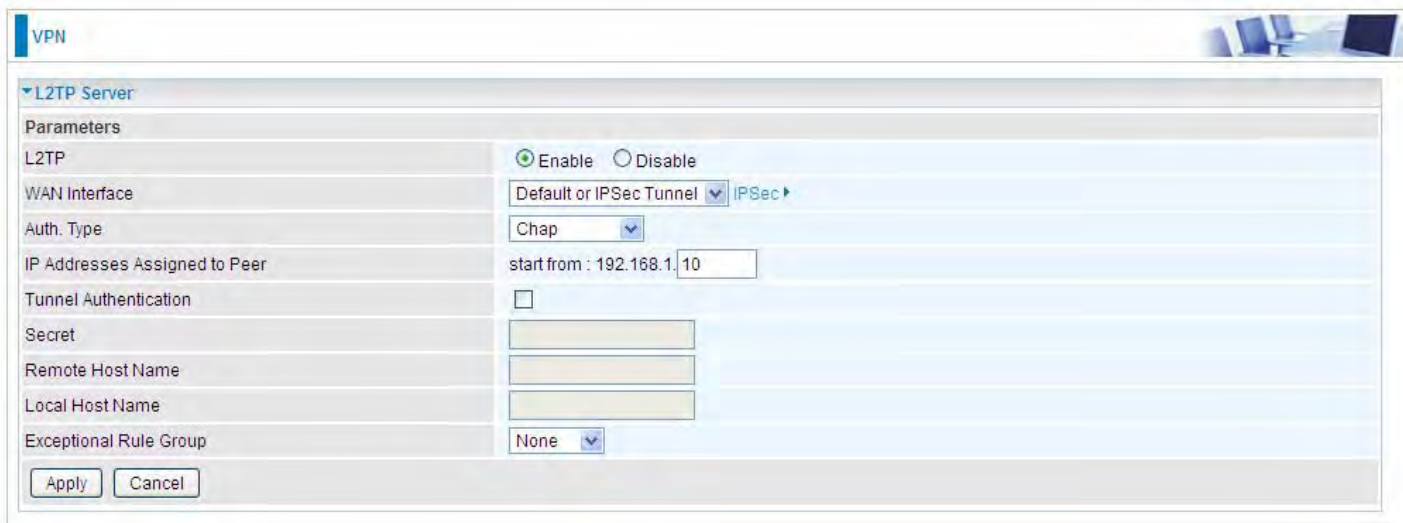 VPN
L2TP Server
Parameters
L2TP Enable Disable
WAN Interface Default or IPSec Tunnel IPSec
Auth. Type Chap
IP Addresses Assigned to Peer start from : 192.168.1. 10
Tunnel Authentication
Secret
Remote Host Name
Local Host Name
Exceptional Rule Group None
Apply Cancel